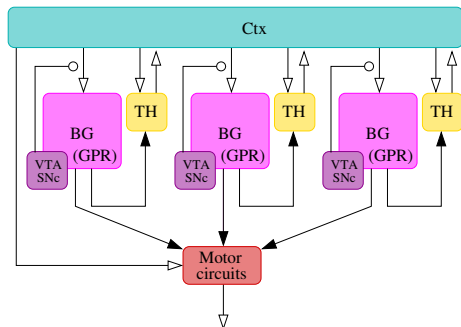 Ctx
TH
TH
TH
BG
(GPR)
BG
(GPR)
BG
(GPR)
VTA
SNc
VTA
SNc
VTA
SNc
Motor
circuits